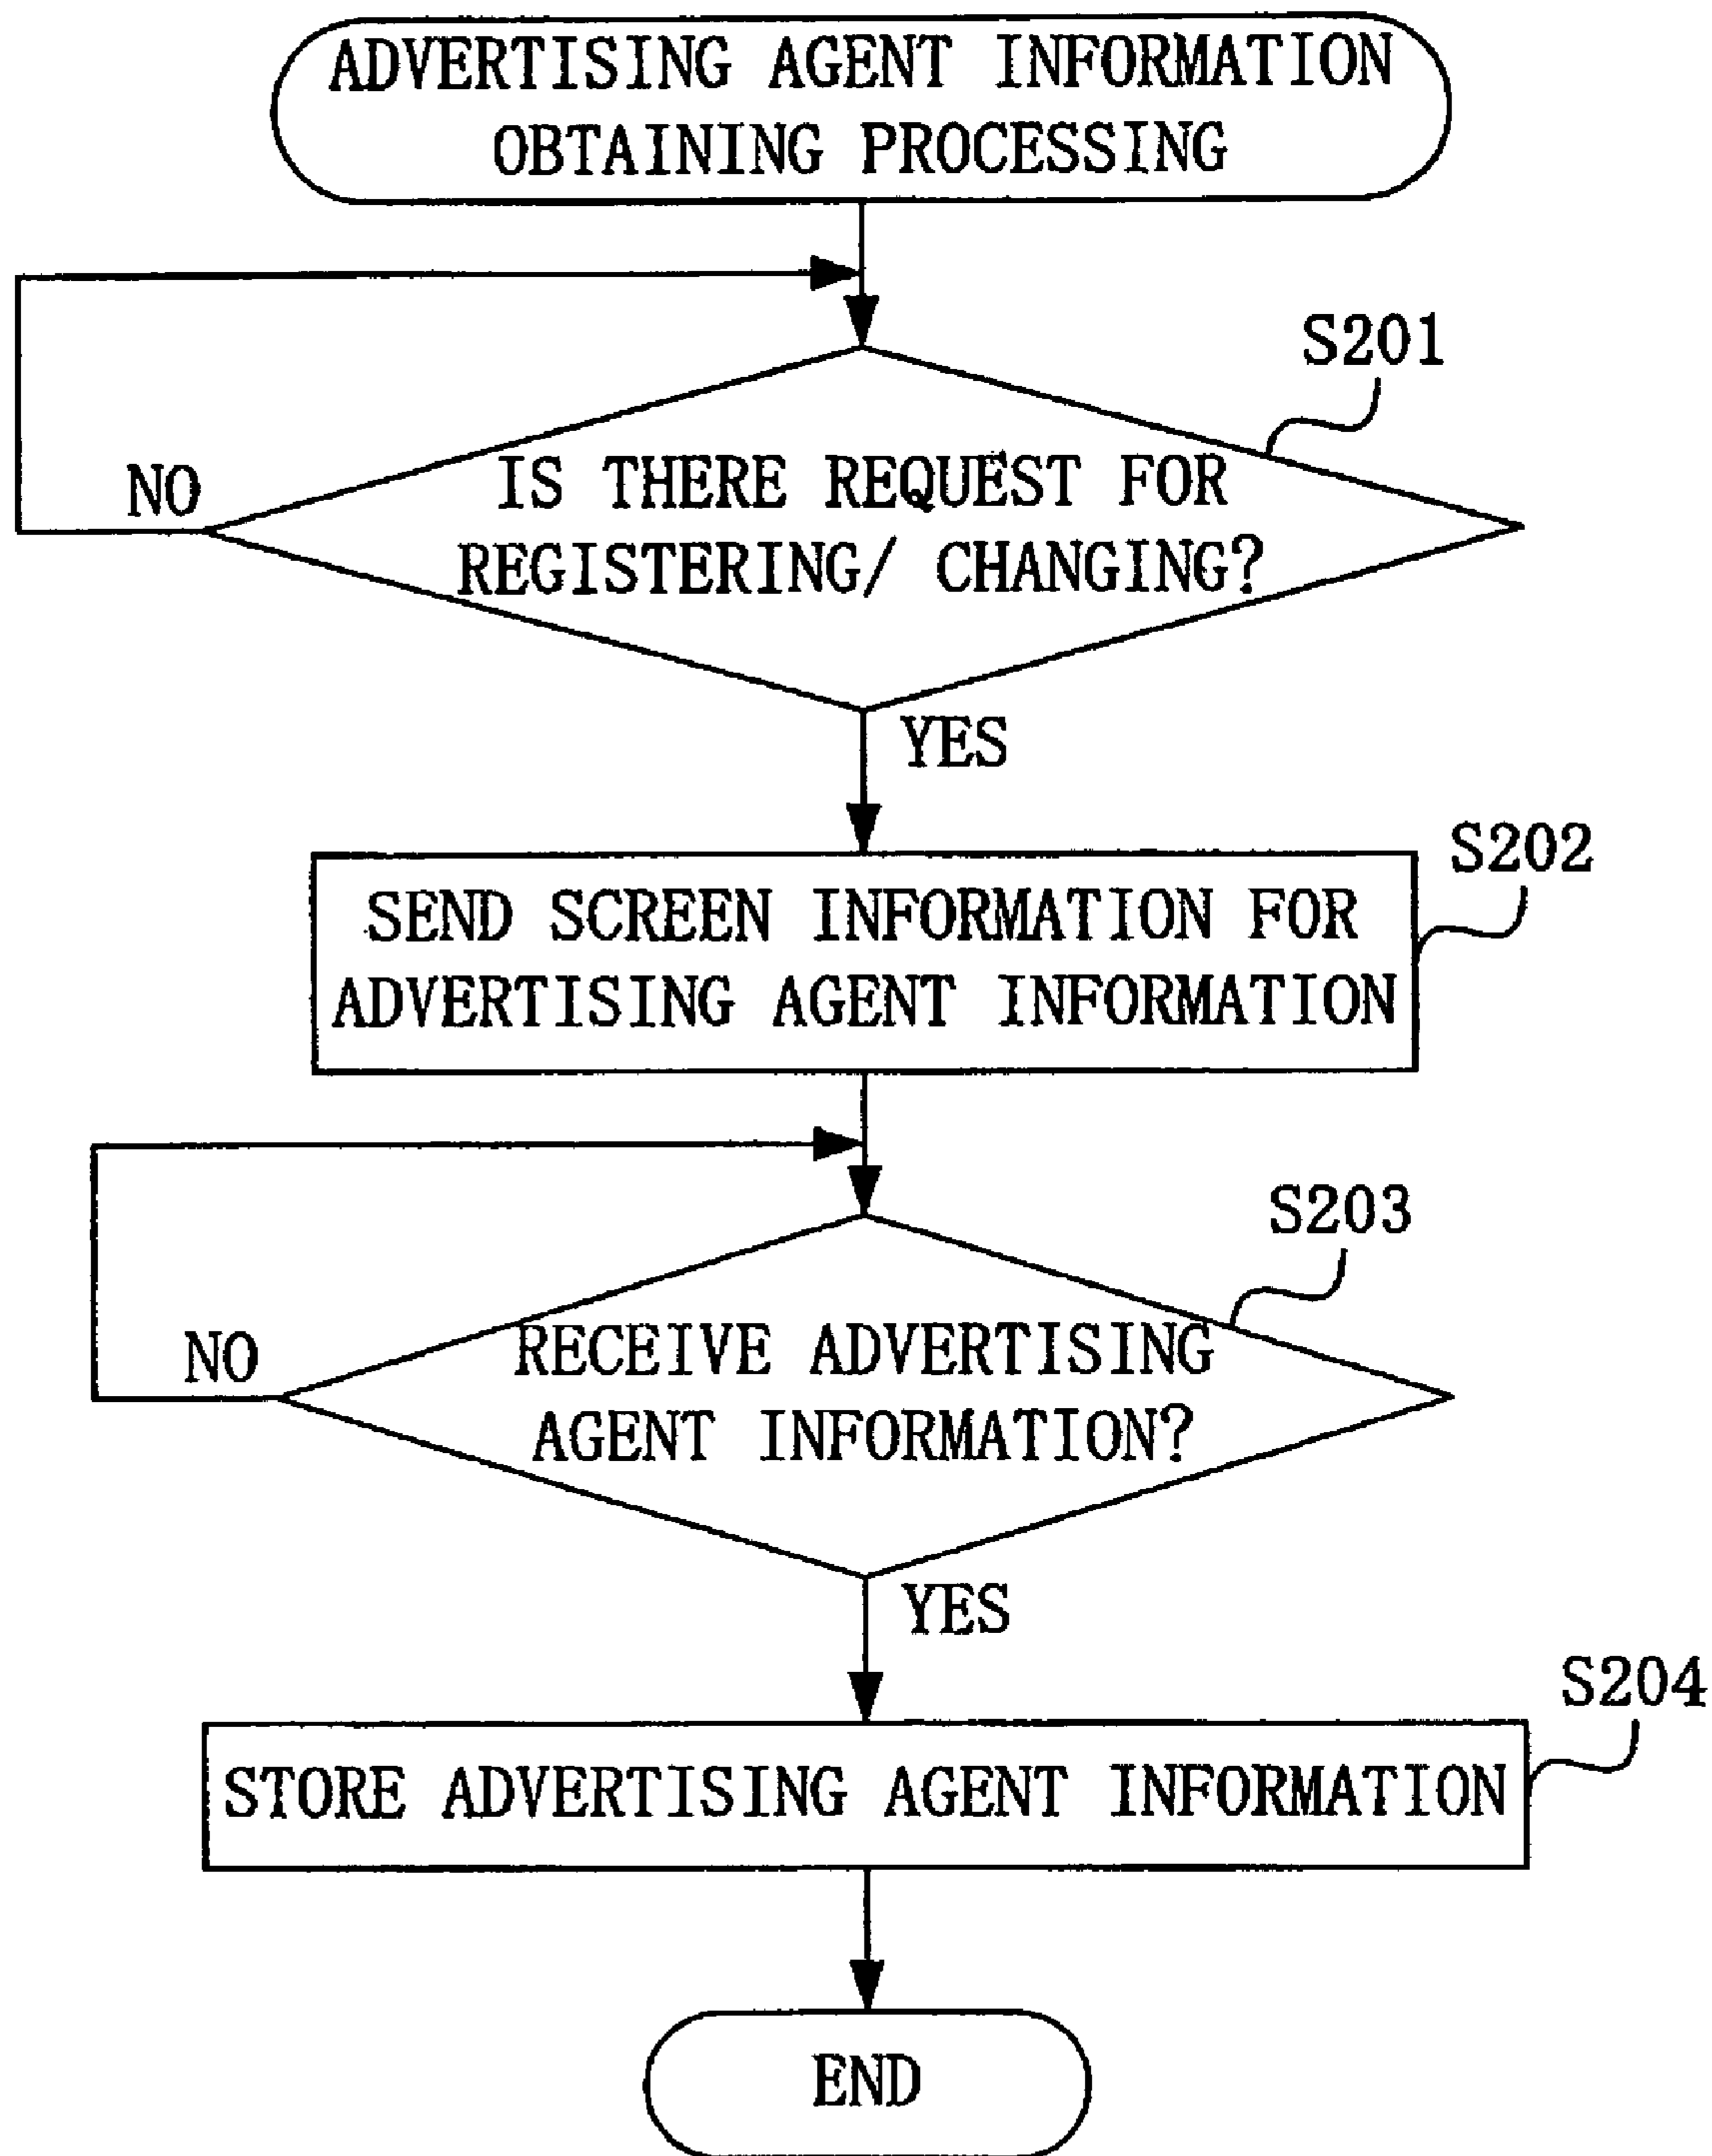 ADVERTISING AGENT INFORMATION
OBTAINING PROCESSING
S201
IS THERE REQUEST FOR
REGISTERING/ CHANGING?
NO
YES
S202
SEND SCREEN INFORMATION FOR
ADVERTISING AGENT INFORMATION
S203
RECEIVE ADVERTISING
AGENT INFORMATION?
NO
YES
S204
STORE ADVERTISING AGENT INFORMATION
END